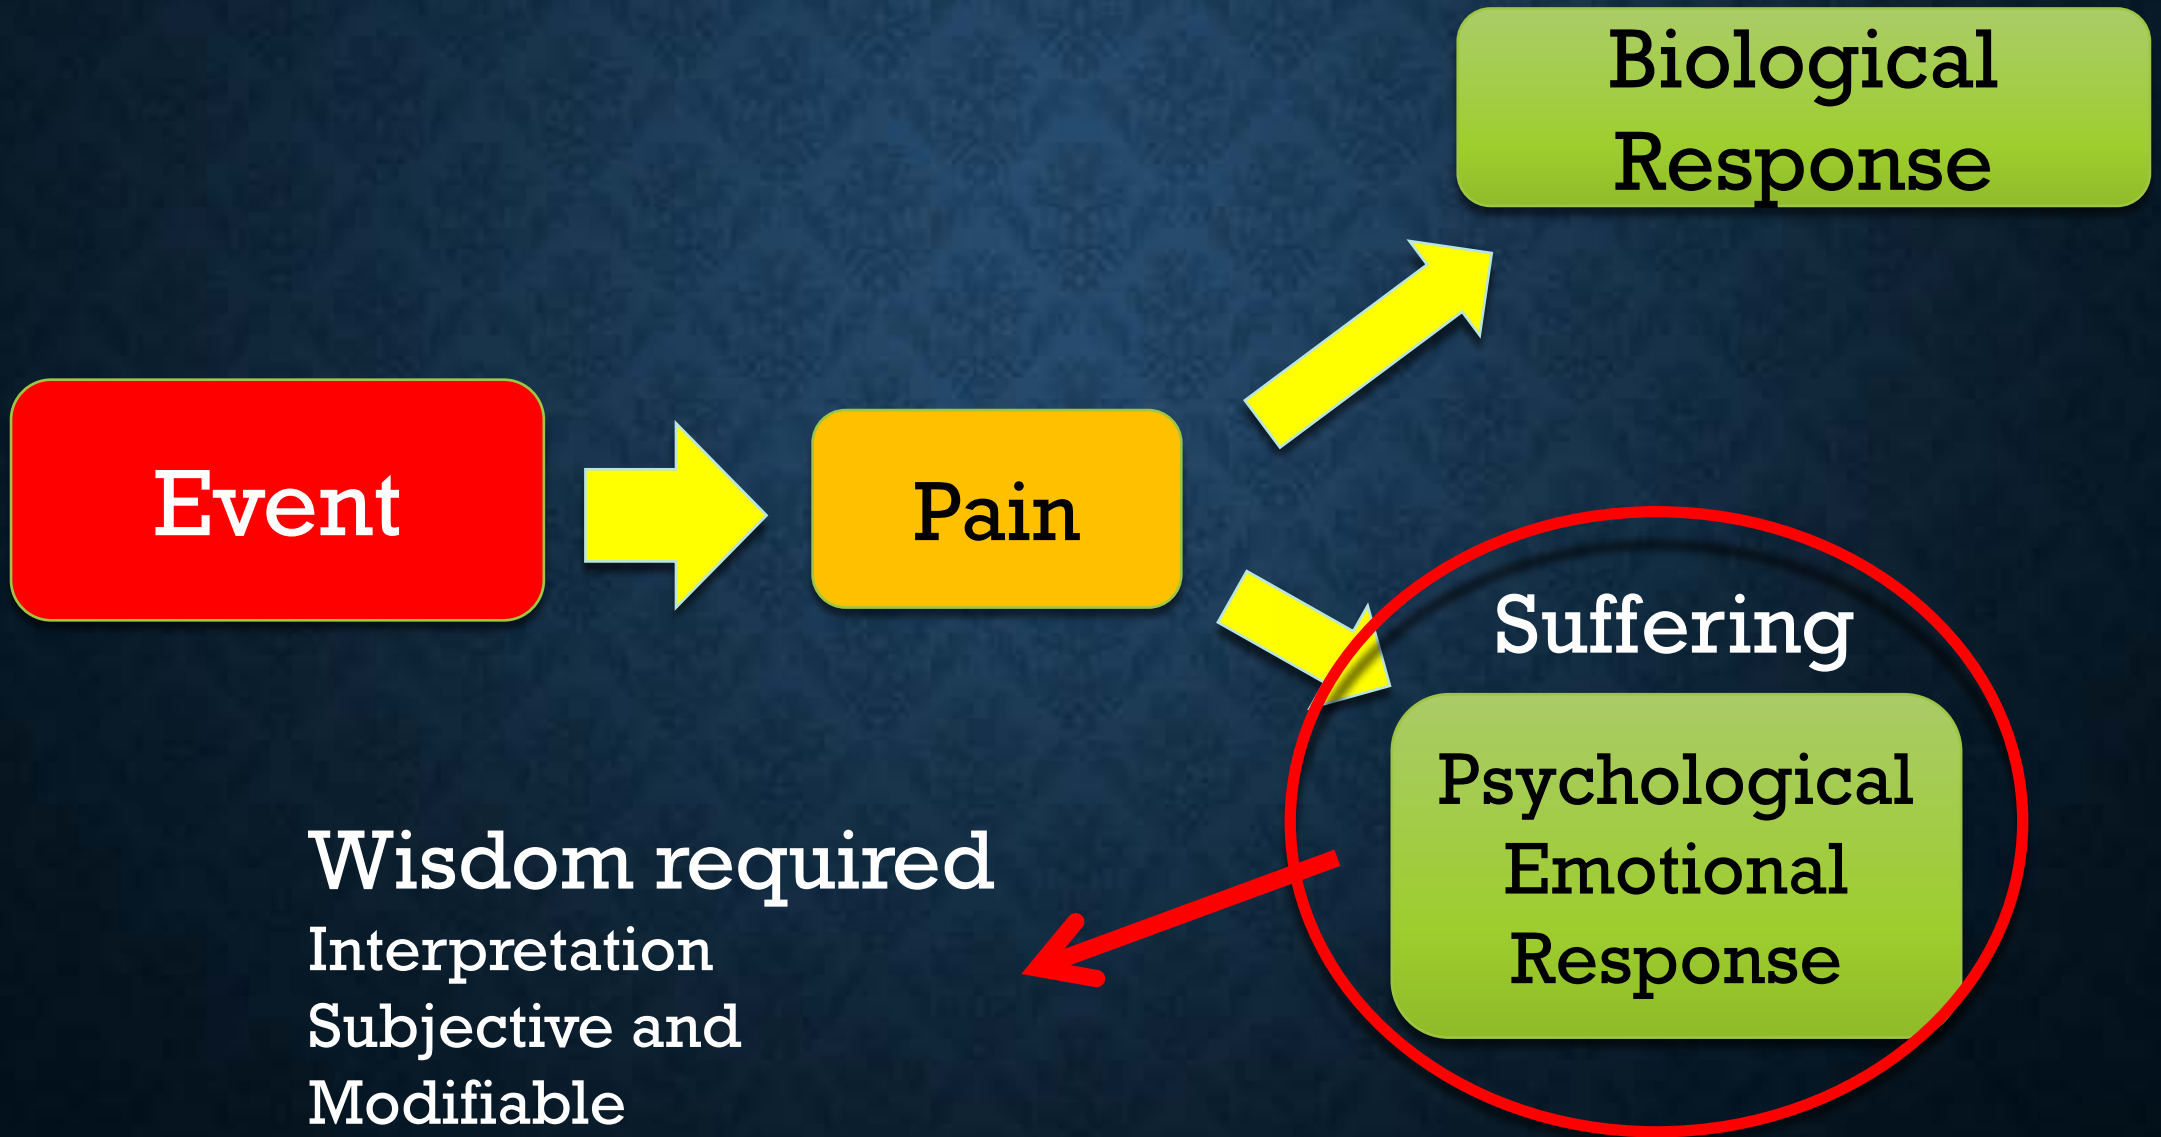 Biological
Response
Event
Pain
Suffering
Psychological
Emotional
Response
Wisdom required
Interpretation
Subjective and
Modifiable